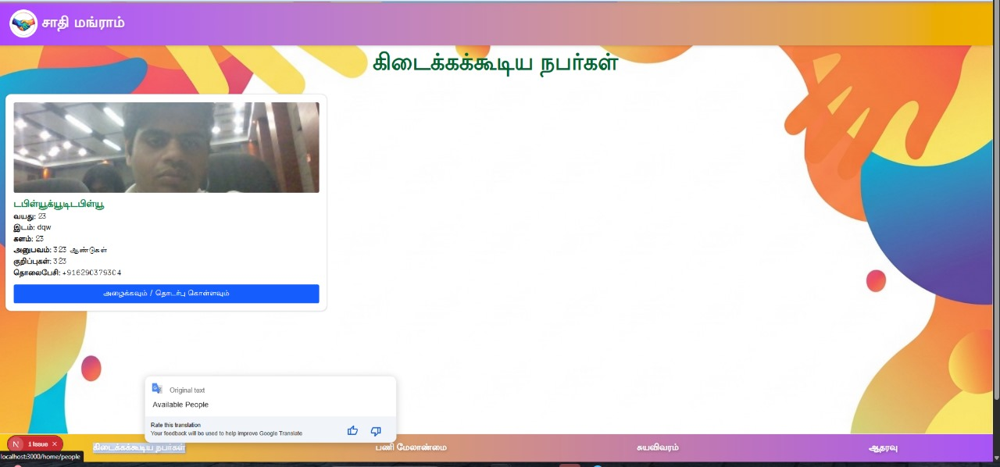 சாதி மங்ராம்
கிடைக்கக்கூடிய நபர்கள்
டபிள்யூக்யூடிடபிள்யூ
வயது: 23
இடம்: dqw
களம்: 23
அனுபவம்: 323 ஆண்டுகள்
குறிப்புகள்: 323
தொலைபேசி: +916290379304
அழைக்கவும் / தொடர்பு கொள்ளவும்
Original text
Available People
Rate this translation
Your feedback will be used to help improve Google Translate
N 1 Issue ×
கிடைக்கக்கூடிய நபர்கள்
பணி மேலாண்மை
சுயவிவரம்
ஆதரவு
localhost:3000/home/people